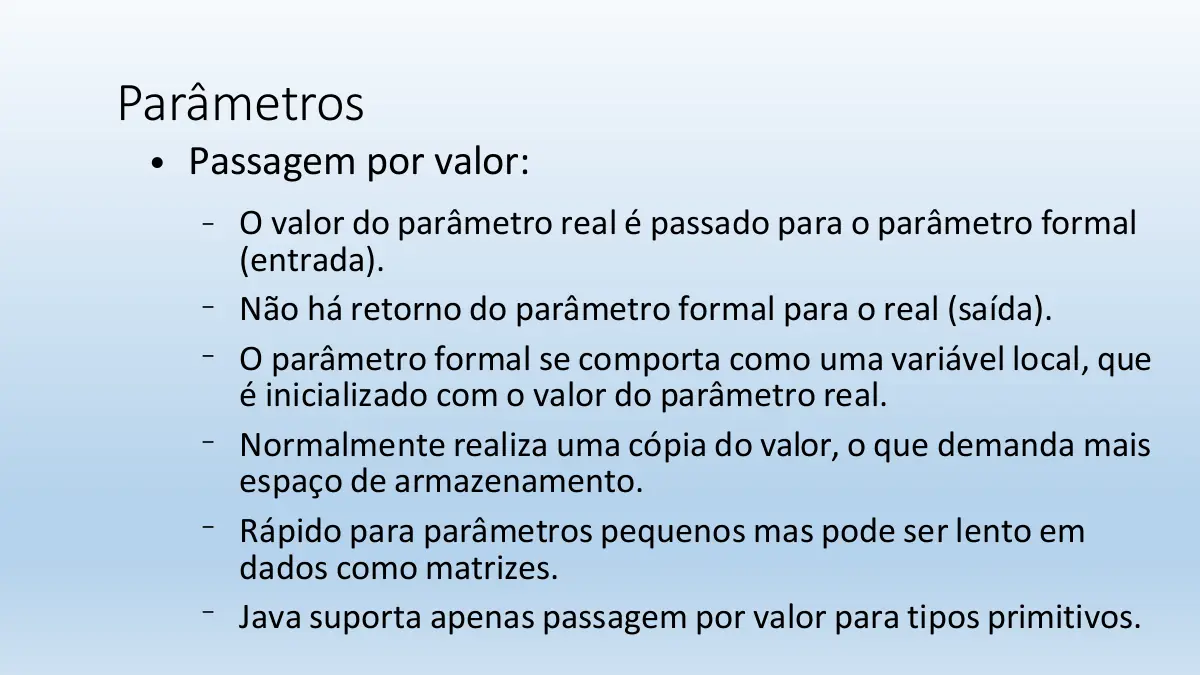 Parâmetros
• Passagem por valor:
– O valor do parâmetro real é passado para o parâmetro formal
(entrada).
– Não há retorno do parâmetro formal para o real (saída).
– O parâmetro formal se comporta como uma variável local, que
é inicializado com o valor do parâmetro real.
– Normalmente realiza uma cópia do valor, o que demanda mais
espaço de armazenamento.
– Rápido para parâmetros pequenos mas pode ser lento em
dados como matrizes.
– Java suporta apenas passagem por valor para tipos primitivos.